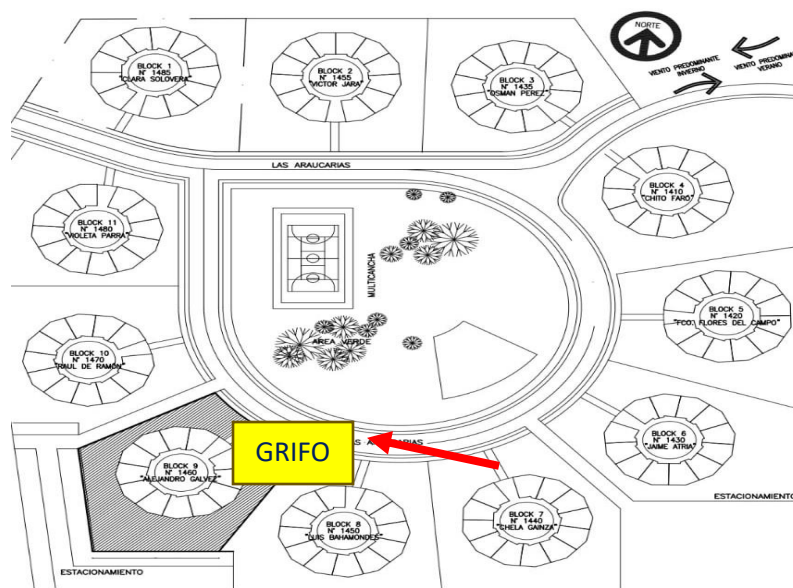 NORTE
VIENTO PREDOMINANTE
INVIERNO
VIENTO PREDOMINANTE
VERANO
BLOCK 1
N° 1485
"CLARA SOLOVERA"
BLOCK 2
N° 1455
"VICTOR JARA"
BLOCK 3
N° 1435
"OSMAN PEREZ"
LAS ARAUCARIAS
BLOCK 4
N° 1410
"CHITO FARÓ"
BLOCK 11
N° 1480
"VIOLETA PARRA"
MULTICANCHA
BLOCK 5
N° 1420
"FCO. FLORES DEL CAMPO"
AREA VERDE
BLOCK 10
N° 1470
"RAUL DE RAMON"
BLOCK 6
N° 1430
"JAIME ATRIA"
GRIFO
AS ARAUCARIAS
BLOCK 9
N° 1460
"ALEJANDRO GALVEZ"
ESTACIONAMIENTO
BLOCK 7
N° 1440
"CHELA GAINZA"
BLOCK 8
N° 1450
"LUIS BAHAMONDES"
ESTACIONAMIENTO